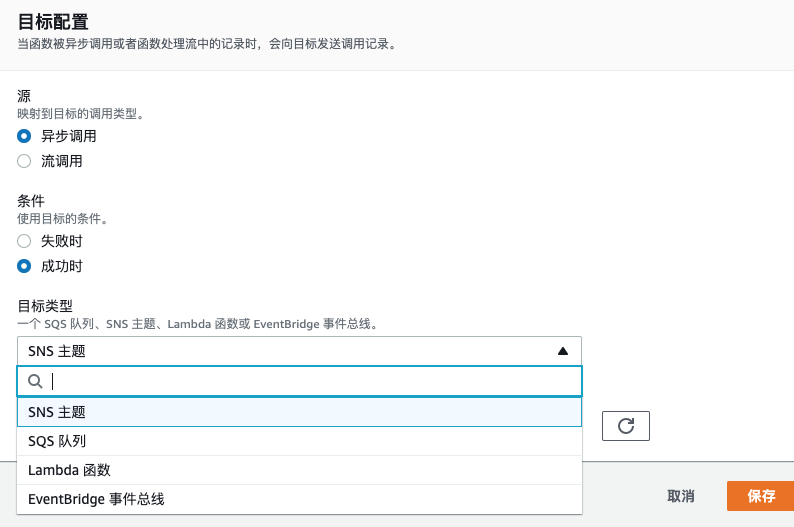 目标配置
当函数被异步调用或者函数处理流中的记录时，会向目标发送调用记录。
源
映射到目标的调用类型。
异步调用
流调用
条件
使用目标的条件。
失败时
成功时
目标类型
一个 SQS 队列、SNS 主题、Lambda 函数或 EventBridge 事件总线。
SNS 主题
SNS 主题
SQS 队列
Lambda 函数
EventBridge 事件总线
取消
保存